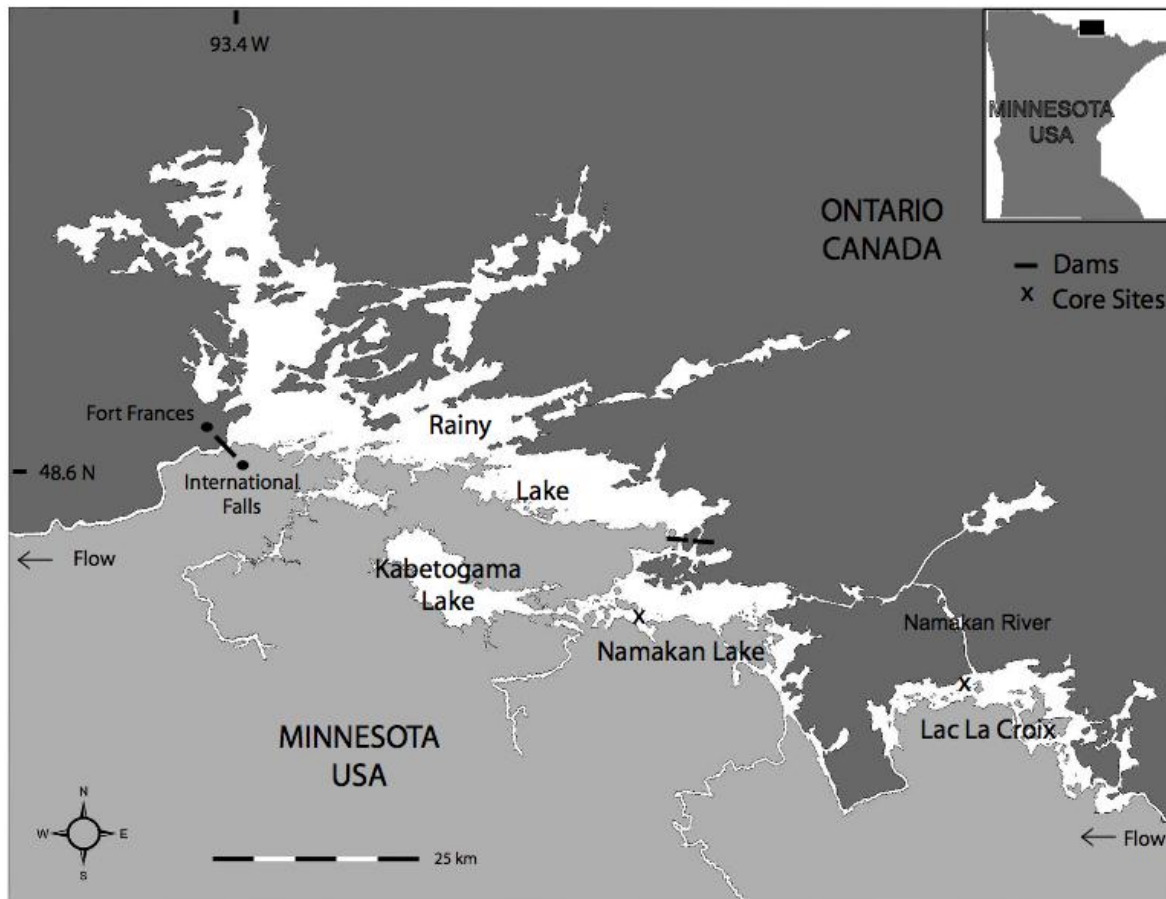 93.4 W
MINNESOTA
USA
ONTARIO
CANADA
Dams
x Core Sites
Fort Frances
Rainy
48.6 N
International
Falls
Lake
← Flow
Kabetogama
Lake
x
Namakan River
Namakan Lake
x
Lac La Croix
MINNESOTA
USA
N
W E
S
25 km
← Flow